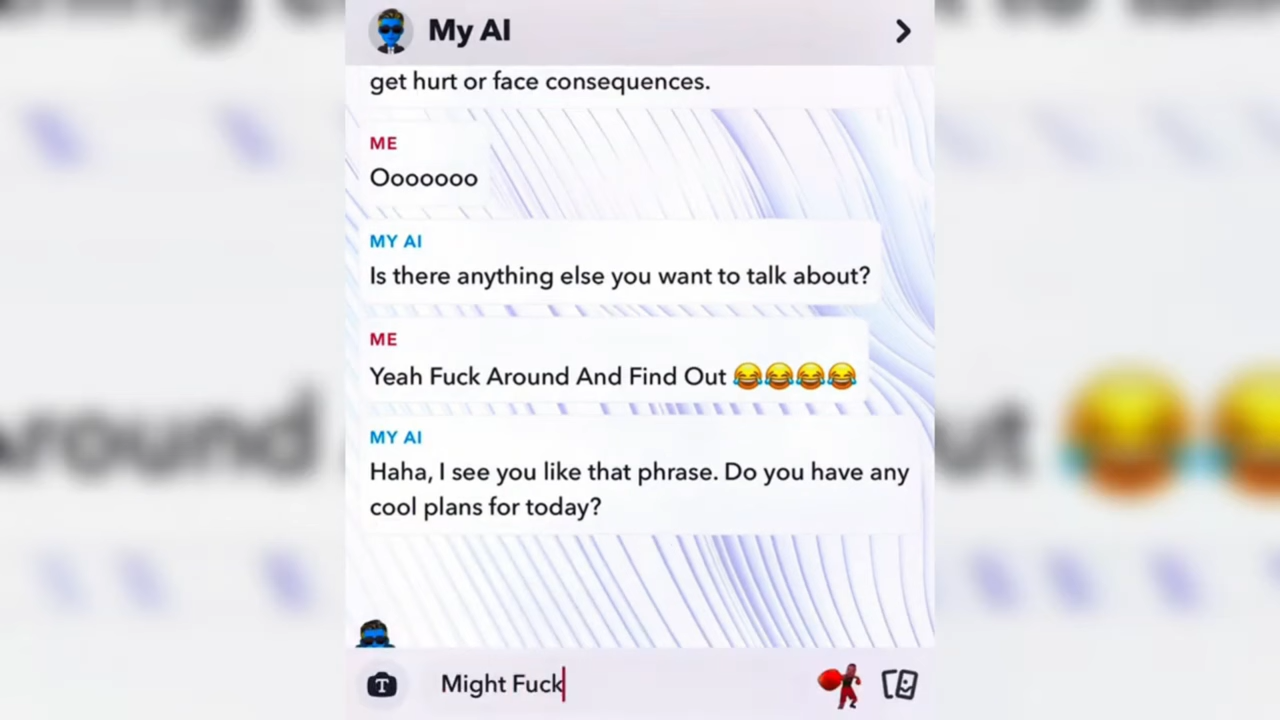 My AI
get hurt or face consequences.
ME
Ooooooo
MY AI
Is there anything else you want to talk about?
ME
Yeah Fuck Around And Find Out 😂😂😂😂
MY AI
Haha, I see you like that phrase. Do you have any
cool plans for today?
T
Might Fuck